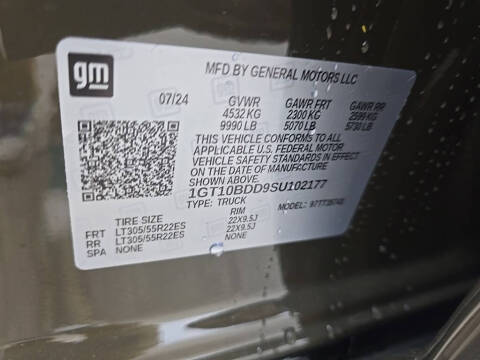 gm
MFD BY GENERAL MOTORS LLC
07/24 GVWR GAWR FRT GAWR RR
4532 KG 2300 KG 2599 KG
9990 LB 5070 LB 5730 LB
THIS VEHICLE CONFORMS TO ALL
APPLICABLE U.S. FEDERAL MOTOR
VEHICLE SAFETY STANDARDS IN EFFECT
ON THE DATE OF MANUFACTURE
1GT10BDD9SU102177
TYPE: TRUCK MODEL:
TIRE SIZE RIM
FRT LT305/55R22ES 22X9.5J
RR LT305/55R22ES 22X9.5J
SPA NONE NONE